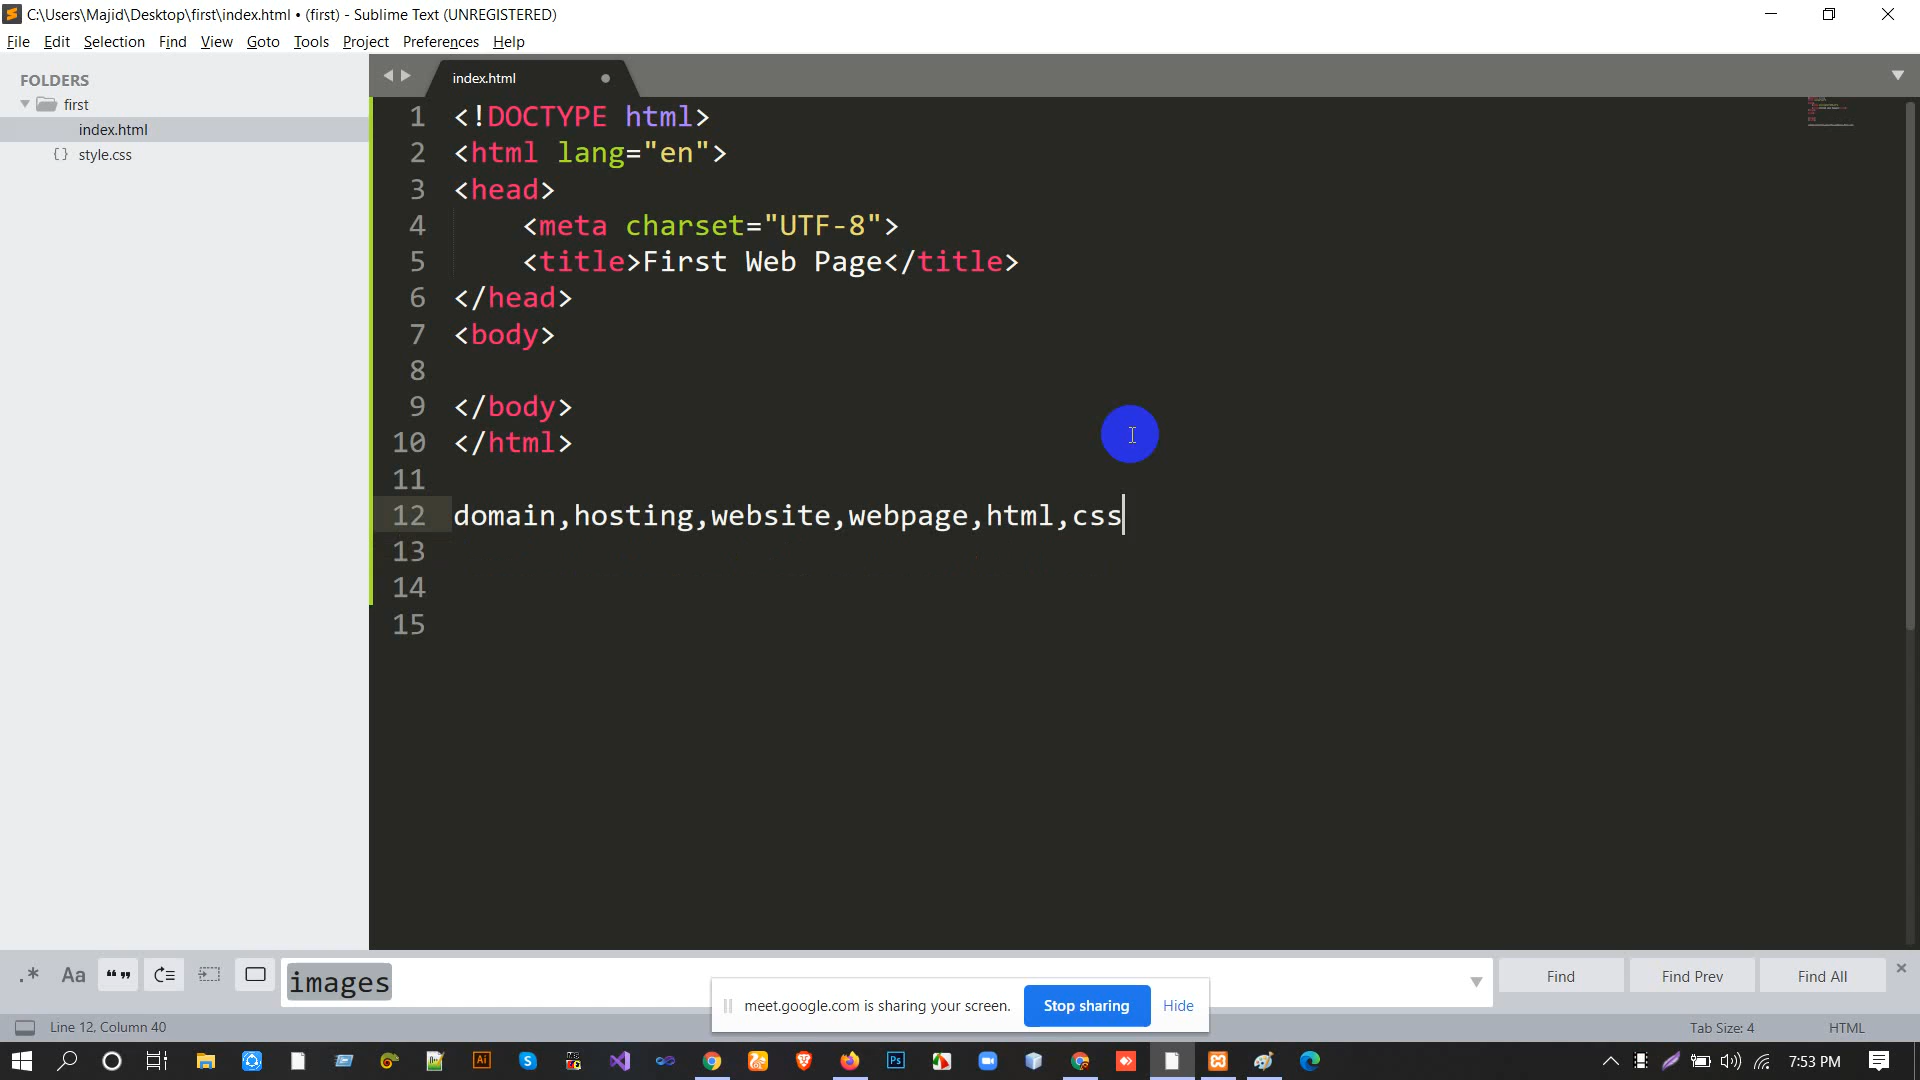 C:\Users\Majid\Desktop\first\index.html • (first) - Sublime Text (UNREGISTERED)
File Edit Selection Find View Goto Tools Project Preferences Help
FOLDERS
first
index.html
{} style.css
index.html
1 <!DOCTYPE html>
2 <html lang="en">
3 <head>
4 <meta charset="UTF-8">
5 <title>First Web Page</title>
6 </head>
7 <body>
8
9 </body>
10 </html>
11
12 domain,hosting,website,webpage,html,css
13
14
15
.* Aa “” images Find Find Prev Find All
meet.google.com is sharing your screen. Stop sharing Hide
Line 12, Column 40 Tab Size: 4 HTML
Ai Ps 7:53 PM